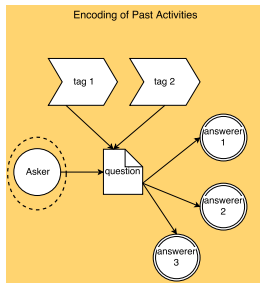 Encoding of Past Activities
tag 1
tag 2
answerer
1
Asker
question
answerer
2
answerer
3